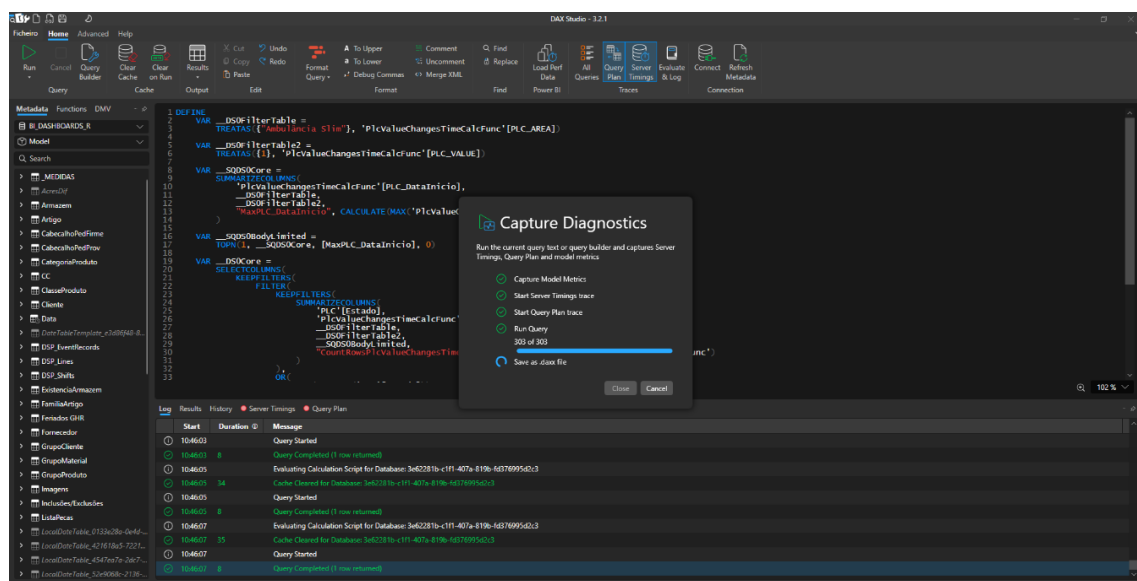 DAX Studio - 3.2.1
Ficheiro Home Advanced Help
Run Cancel Query Builder Clear Cache Clear on Run Results Cut Copy Paste Undo Redo Format Query To Upper To Lower Debug Commas Comment Uncomment Merge XML Find Replace Load Perf Data All Queries Query Plan Server Timings Evaluate & Log Connect Refresh Metadata
Query Cache Output Edit Format Find Power BI Traces Connection
Metadata Functions DMV
BI_DASHBOARDS_R
Model
Search
_MEDIDAS
AcresDif
Armazem
Artigo
CabecalhoPedFirme
CabecalhoPedProv
CategoriaProduto
CC
ClasseProduto
Cliente
Data
DateTableTemplate_e3d86f48-8...
DSP_EventRecords
DSP_Lines
DSP_Shifts
ExistenciaArmazem
FamiliaArtigo
Feriados GHR
Fornecedor
GrupoCliente
GrupoMaterial
GrupoProduto
Imagens
Inclusões/Exclusões
ListaPecas
LocalDateTable_0133e28a-0e4d-...
LocalDateTable_421618a5-7221...
LocalDateTable_4547ea7a-2dc7-...
LocalDateTable_52e9068c-2136-...
1 DEFINE
2 VAR __DS0FilterTable =
3 TREATAS({"Ambulância Slim"}, 'PlcValueChangesTimeCalcFunc'[PLC_AREA])
4
5 VAR __DS0FilterTable2 =
6 TREATAS({1}, 'PlcValueChangesTimeCalcFunc'[PLC_VALUE])
7
8 VAR __SQDS0Core =
9 SUMMARIZECOLUMNS(
10 'PlcValueChangesTimeCalcFunc'[PLC_DataInicio],
11 __DS0FilterTable,
12 __DS0FilterTable2,
13 "MaxPLC_DataInicio", CALCULATE(MAX('PlcValueC
14 )
15
16 VAR __SQDS0BodyLimited =
17 TOPN(1, __SQDS0Core, [MaxPLC_DataInicio], 0)
18
19 VAR __DS0Core =
20 SELECTCOLUMNS(
21 KEEPFILTERS(
22 FILTER(
23 KEEPFILTERS(
24 SUMMARIZECOLUMNS(
25 'PLC'[Estado],
26 'PlcValueChangesTimeCalcFunc'
27 __DS0FilterTable,
28 __DS0FilterTable2,
29 __SQDS0BodyLimited,
30 "CountRowsPlcValueChangesTim unc')
31 )
32 ),
33 OR(
Capture Diagnostics
Run the current query text or query builder and captures Server
Timings, Query Plan and model metrics
Capture Model Metrics
Start Server Timings trace
Start Query Plan trace
Run Query
303 of 303
Save as .daxx file
Close Cancel
102 %
Log Results History Server Timings Query Plan
Start Duration Message
10:46:03 Query Started
10:46:03 8 Query Completed (1 row returned)
10:46:05 Evaluating Calculation Script for Database: 3e62281b-c1f1-407a-819b-fd376995d2c3
10:46:05 34 Cache Cleared for Database: 3e62281b-c1f1-407a-819b-fd376995d2c3
10:46:05 Query Started
10:46:05 8 Query Completed (1 row returned)
10:46:07 Evaluating Calculation Script for Database: 3e62281b-c1f1-407a-819b-fd376995d2c3
10:46:07 35 Cache Cleared for Database: 3e62281b-c1f1-407a-819b-fd376995d2c3
10:46:07 Query Started
10:46:07 8 Query Completed (1 row returned)